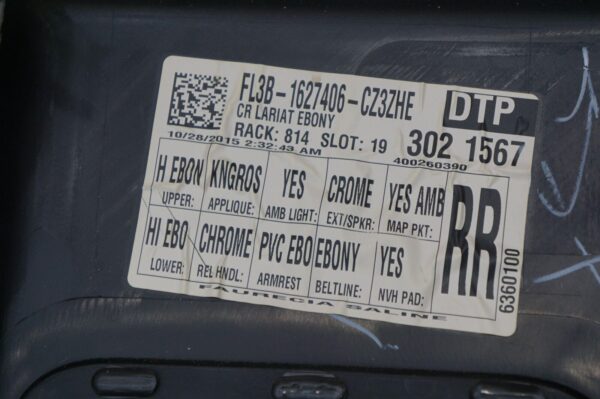 FL3B-1627406-CZ3ZHE
DTP
CR LARIAT EBONY
RACK: 814 SLOT: 19
302 1567
10/28/2015 2:32:43 AM
400260390
H EBON KNGROS YES CROME YES AMB
UPPER: APPLIQUE: AMB LIGHT: EXT/SPKR: MAP PKT:
RR
HI EBO CHROME PVC EBO EBONY YES
LOWER: REL HNDL: ARMREST BELTLINE: NVH PAD:
6360100
FAURECIA SALINE